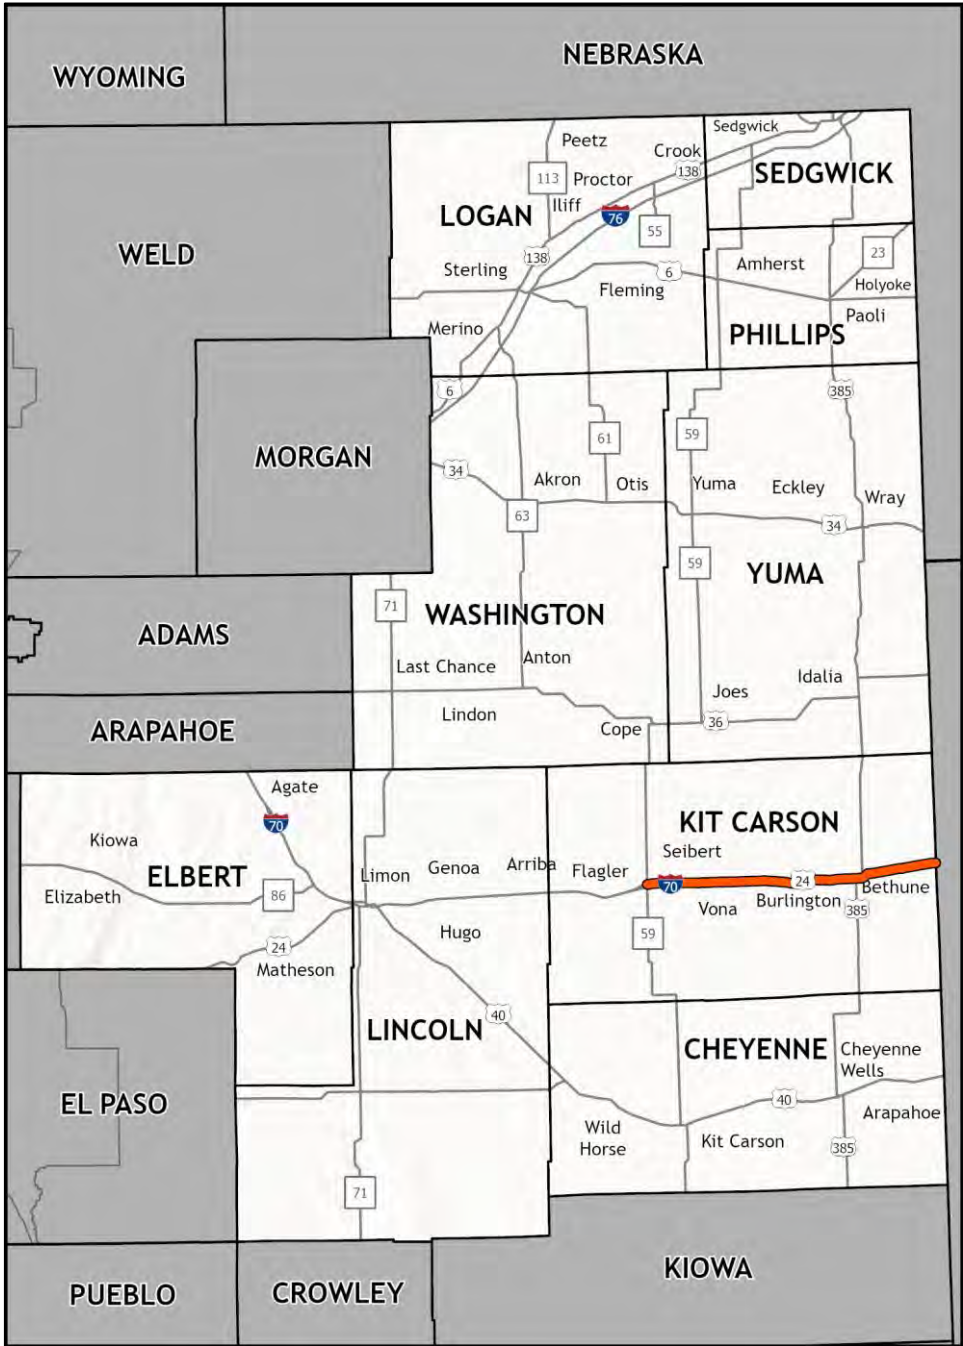 NEBRASKA
WYOMING
Sedgwick
Peetz
Crook
138
SEDGWICK
113
Proctor
Iliff
LOGAN
76
55
WELD
138
23
Amherst
Sterling
6
Holyoke
Fleming
Paoli
Merino
PHILLIPS
6
385
61
59
MORGAN
34
Akron
Otis
Yuma
Eckley
Wray
63
34
59
YUMA
71
WASHINGTON
ADAMS
Anton
Last Chance
Idalia
Joes
Lindon
36
Cope
ARAPAHOE
Agate
70
KIT CARSON
Kiowa
Seibert
Genoa
Arriba
Flagler
ELBERT
Limon
70
24
Bethune
Elizabeth
86
Burlington
Vona
385
Hugo
59
24
Matheson
40
LINCOLN
CHEYENNE
Cheyenne
Wells
EL PASO
40
Arapahoe
Wild
Horse
Kit Carson
385
71
KIOWA
PUEBLO
CROWLEY